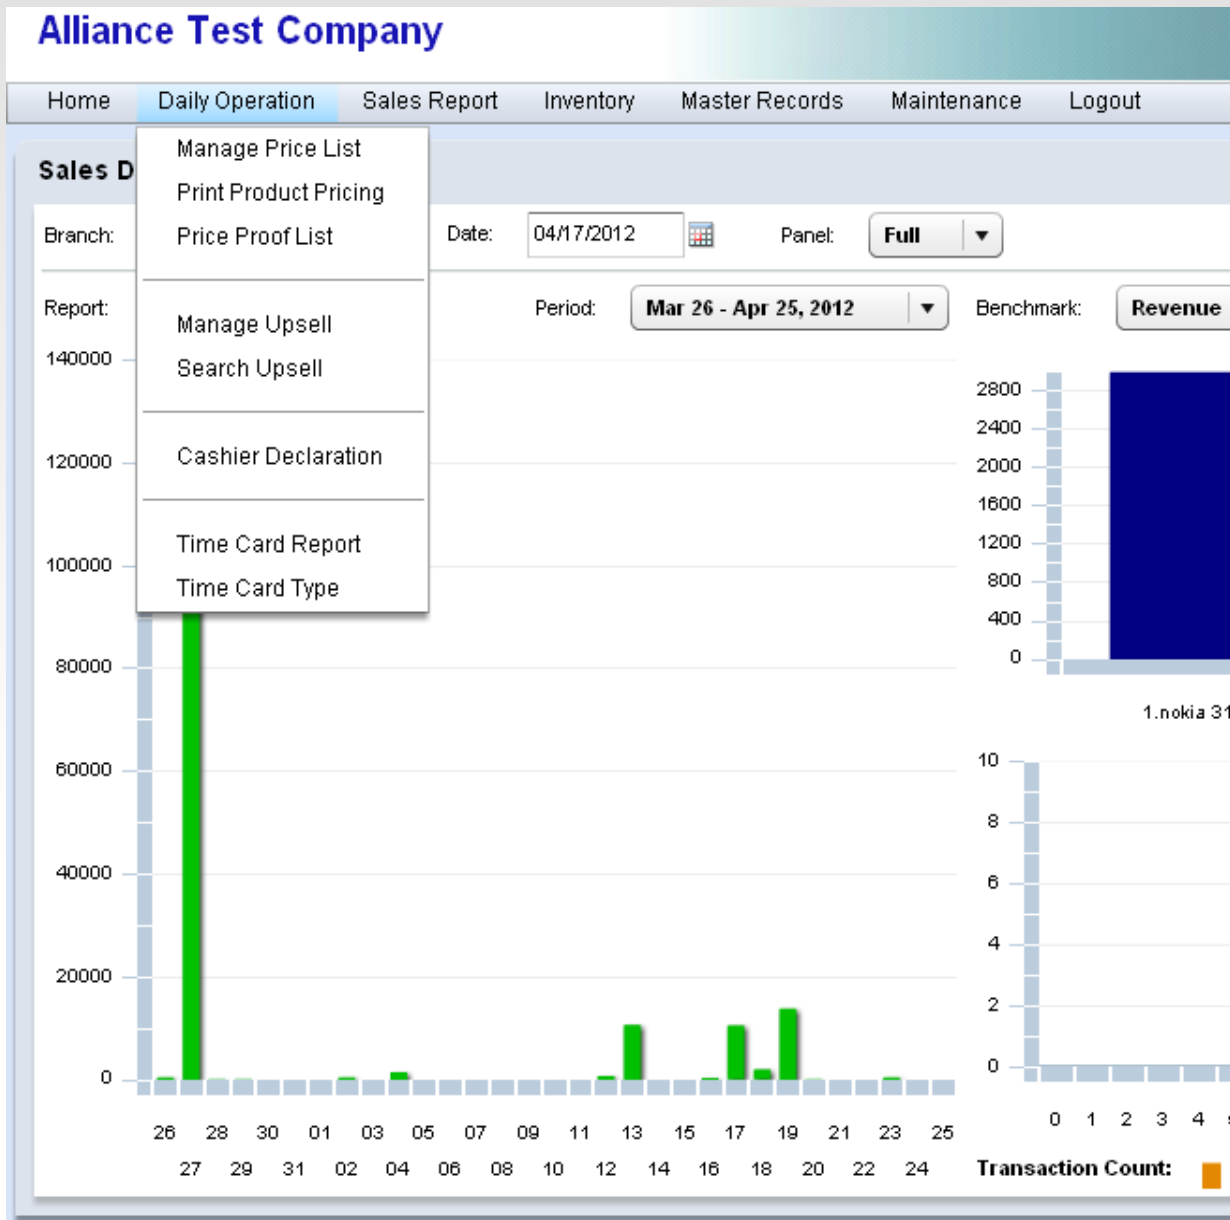 Alliance Test Company
Home Daily Operation Sales Report Inventory Master Records Maintenance Logout
Manage Price List
Sales D
Print Product Pricing
Branch: Price Proof List Date: 04/17/2012 Panel: Full
Report: Period: Mar 26 - Apr 25, 2012 Benchmark: Revenue
Manage Upsell
Search Upsell
Cashier Declaration
Time Card Report
Time Card Type
140000
120000
100000
80000
60000
40000
20000
0
26 28 30 01 03 05 07 09 11 13 15 17 19 21 23 25
27 29 31 02 04 06 08 10 12 14 16 18 20 22 24
2800
2400
2000
1600
1200
800
400
0
1.nokia 31
10
8
6
4
2
0
0 1 2 3 4
Transaction Count: